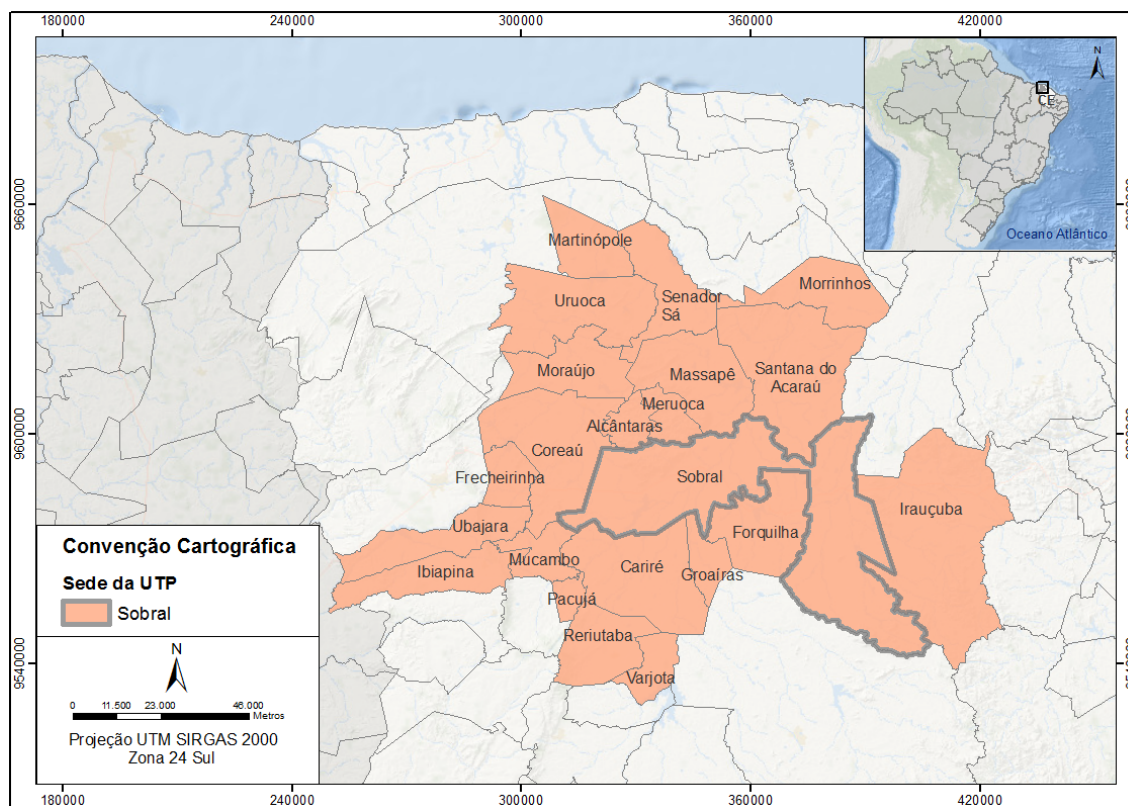 180000 240000 300000 360000 420000
N
CE
Oceano Atlântico
9660000
9600000
9540000
Martinópole
Morrinhos
Uruoca
Senador
Sá
Moraújo
Massapê
Santana do
Acaraú
Meruoca
Alcântaras
Coreaú
Frecheirinha
Sobral
Irauçuba
Ubajara
Forquilha
Mucambo
Ibiapina
Cariré
Groaíras
Pacujá
Reriutaba
Varjota
Convenção Cartográfica
Sede da UTP
Sobral
N
0 11.500 23.000 46.000
Metros
Projeção UTM SIRGAS 2000
Zona 24 Sul
180000 240000 300000 360000 420000